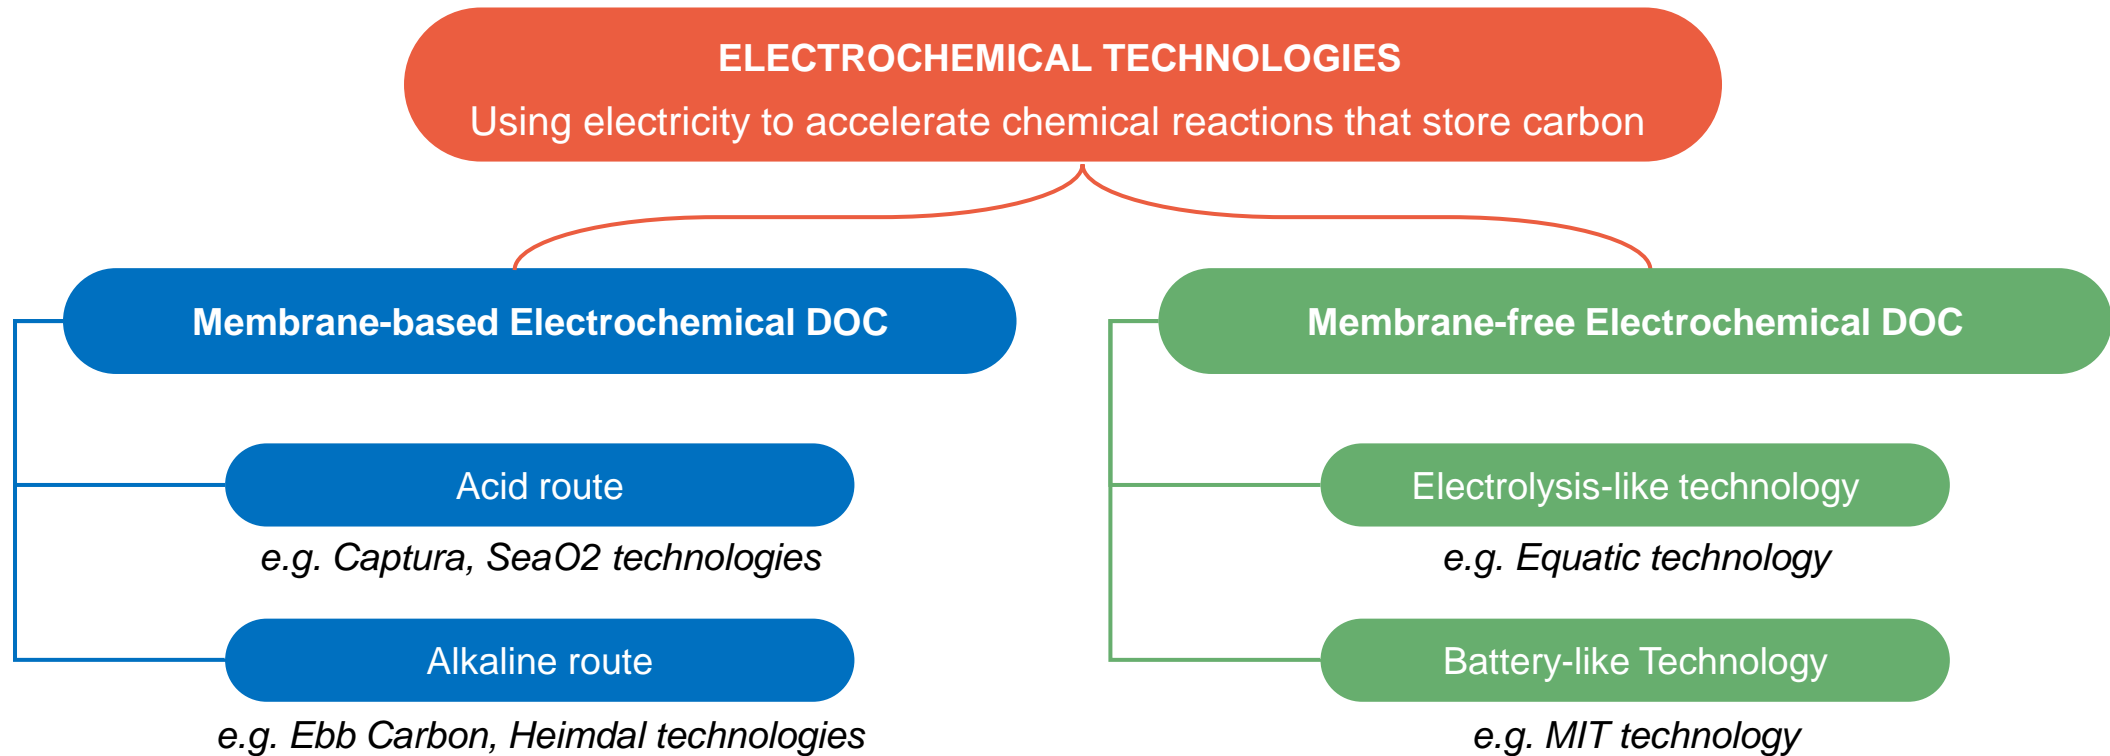 ELECTROCHEMICAL TECHNOLOGIES
Using electricity to accelerate chemical reactions that store carbon
Membrane-based Electrochemical DOC
Acid route
e.g. Captura, SeaO2 technologies
Alkaline route
e.g. Ebb Carbon, Heimdal technologies
Membrane-free Electrochemical DOC
Electrolysis-like technology
e.g. Equatic technology
Battery-like Technology
e.g. MIT technology